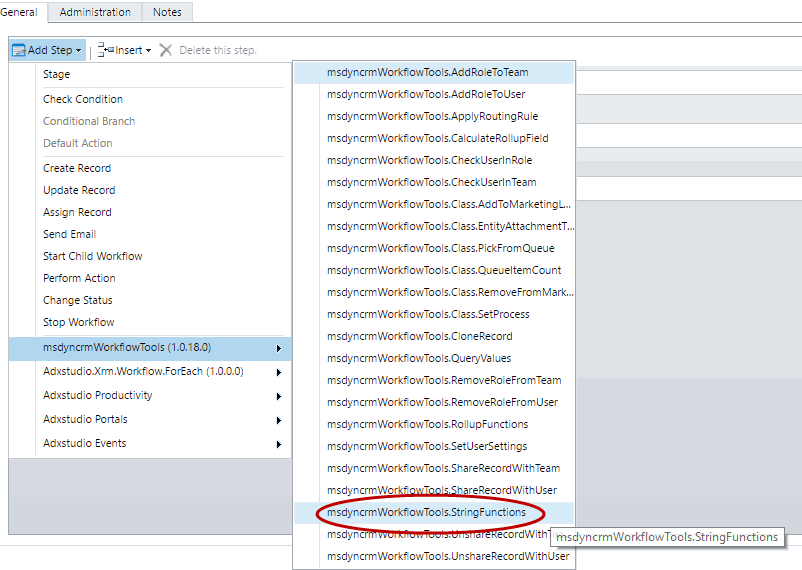 General Administration Notes
Add Step Insert Delete this step.
Stage
Check Condition
Conditional Branch
Default Action
Create Record
Update Record
Assign Record
Send Email
Start Child Workflow
Perform Action
Change Status
Stop Workflow
msdyncrmWorkflowTools (1.0.18.0)
Adxstudio.Xrm.Workflow.ForEach (1.0.0.0)
Adxstudio Productivity
Adxstudio Portals
Adxstudio Events
msdyncrmWorkflowTools.AddRoleToTeam
msdyncrmWorkflowTools.AddRoleToUser
msdyncrmWorkflowTools.ApplyRoutingRule
msdyncrmWorkflowTools.CalculateRollupField
msdyncrmWorkflowTools.CheckUserInRole
msdyncrmWorkflowTools.CheckUserInTeam
msdyncrmWorkflowTools.Class.AddToMarketingL...
msdyncrmWorkflowTools.Class.EntityAttachmentT...
msdyncrmWorkflowTools.Class.PickFromQueue
msdyncrmWorkflowTools.Class.QueueItemCount
msdyncrmWorkflowTools.Class.RemoveFromMark...
msdyncrmWorkflowTools.Class.SetProcess
msdyncrmWorkflowTools.CloneRecord
msdyncrmWorkflowTools.QueryValues
msdyncrmWorkflowTools.RemoveRoleFromTeam
msdyncrmWorkflowTools.RemoveRoleFromUser
msdyncrmWorkflowTools.RollupFunctions
msdyncrmWorkflowTools.SetUserSettings
msdyncrmWorkflowTools.ShareRecordWithTeam
msdyncrmWorkflowTools.ShareRecordWithUser
msdyncrmWorkflowTools.StringFunctions
msdyncrmWorkflowTools.UnshareRecordWithT
msdyncrmWorkflowTools.StringFunctions
msdyncrmWorkflowTools.UnshareRecordWithUser